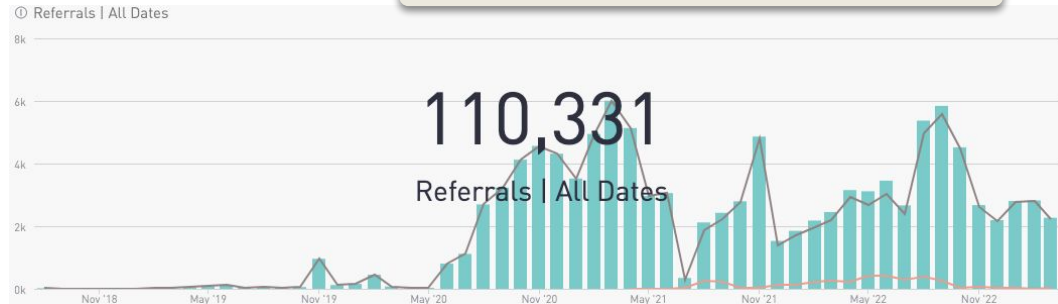 ⓘ Referrals | All Dates
8k
6k
110,331
4k
Referrals | All Dates
2k
0k
Nov '18 May '19 Nov '19 May '20 Nov '20 May '21 Nov '21 May '22 Nov '22